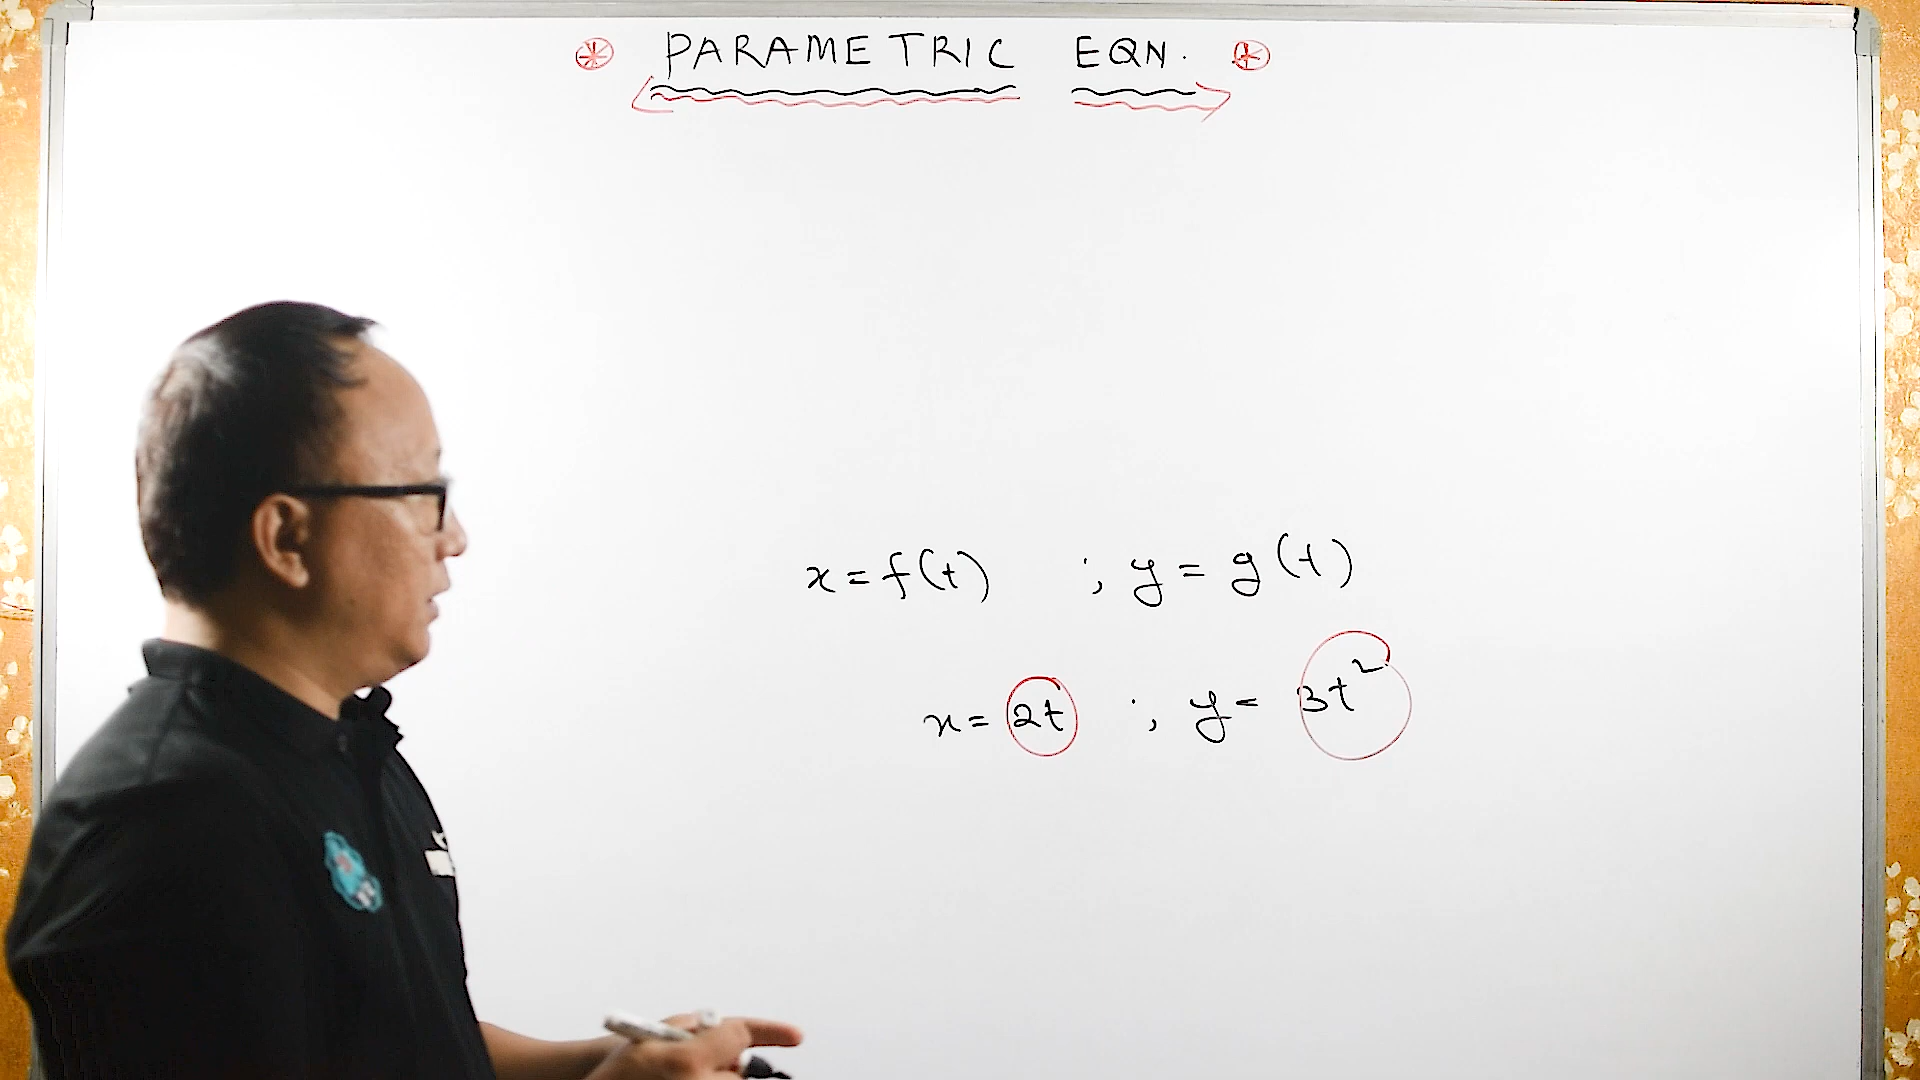 PARAMETRIC EQN.
x = f(t) ; y = g(t)
x = 2t ; y = 3t²